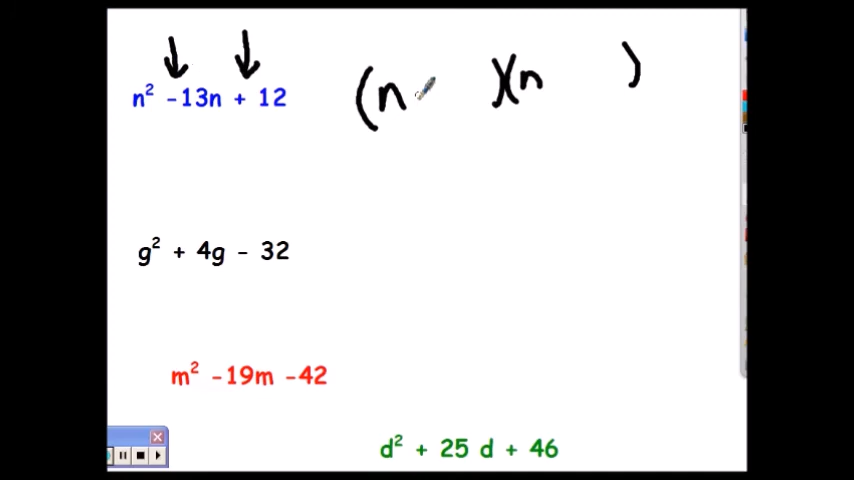 n² -13n + 12 (n )(n )
g² + 4g - 32
m² -19m -42
d² + 25 d + 46